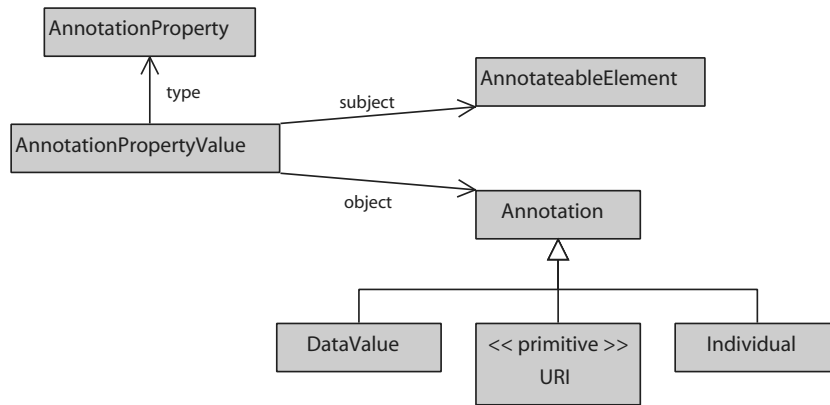 AnnotationProperty
type
AnnotationPropertyValue
subject
AnnotateableElement
object
Annotation
DataValue
<< primitive >>
URI
Individual